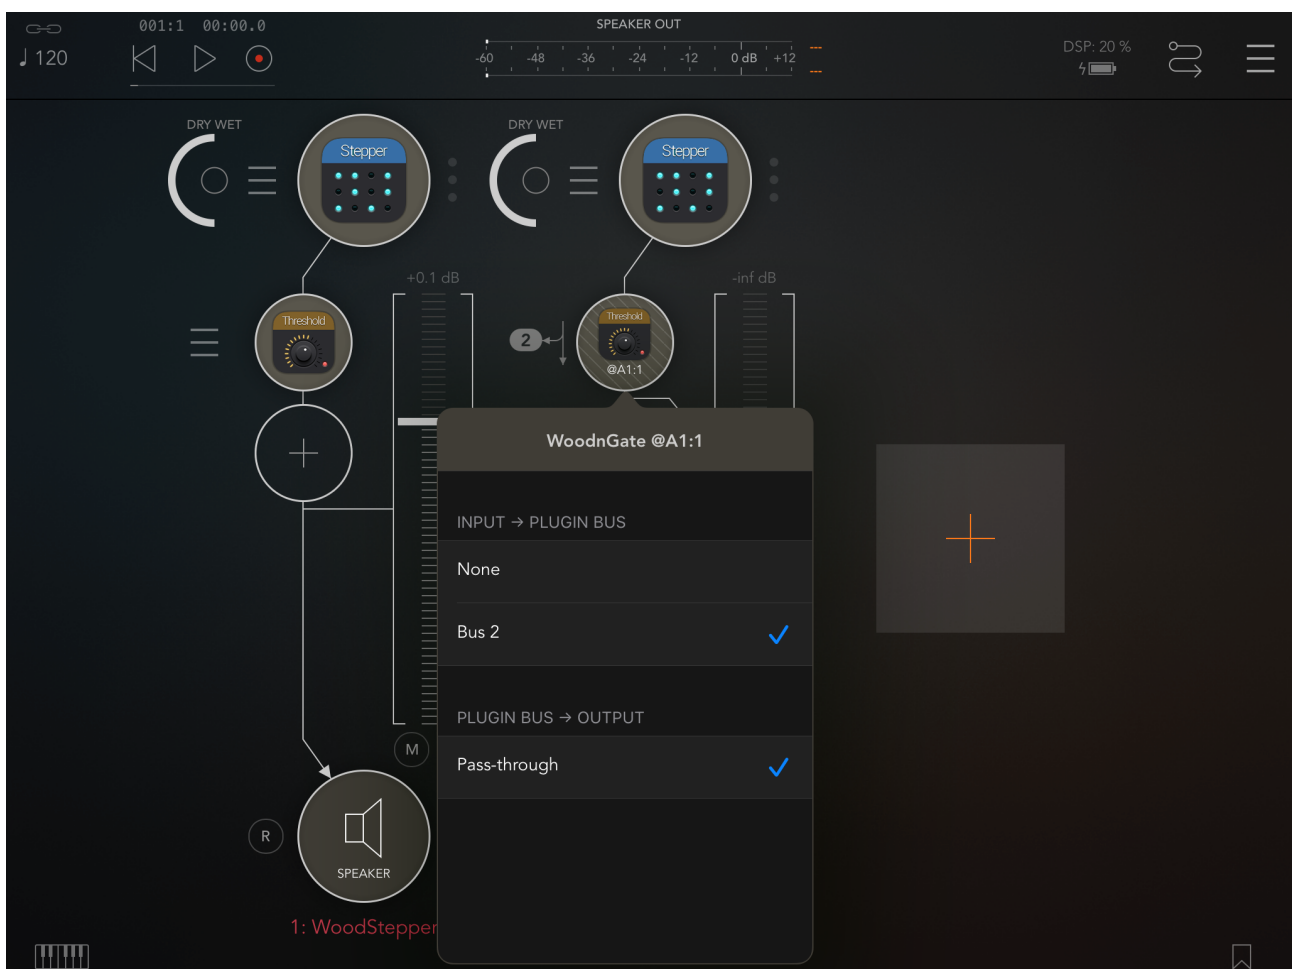 001:1 00:00.0
SPEAKER OUT
120
-60 -48 -36 -24 -12 0 dB +12
---
---
DSP: 20 %
DRY WET
Stepper
DRY WET
Stepper
+0.1 dB
-inf dB
Threshold
2
Threshold
@A1:1
WoodnGate @A1:1
INPUT → PLUGIN BUS
None
Bus 2
PLUGIN BUS → OUTPUT
M
Pass-through
R
SPEAKER
1: WoodStepper